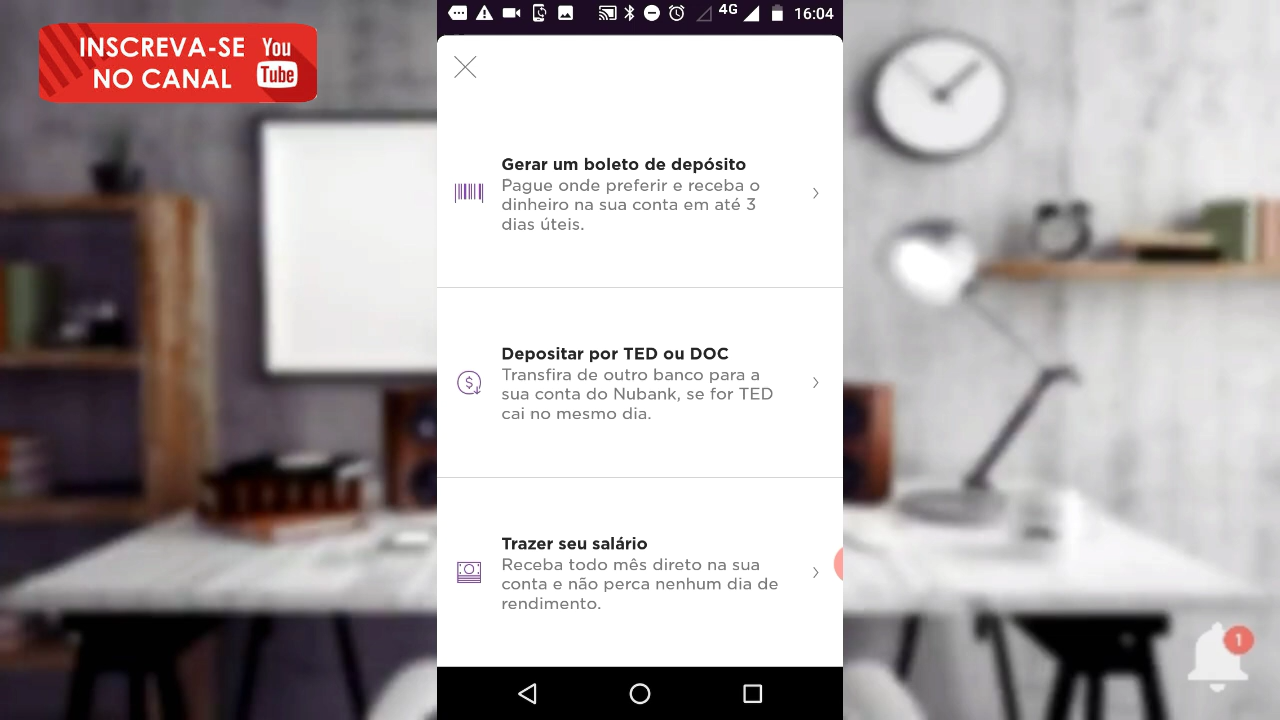 INSCREVA-SE
NO CANAL
You
Tube
4G
16:04
Gerar um boleto de depósito
Pague onde preferir e receba o
dinheiro na sua conta em até 3
dias úteis.
Depositar por TED ou DOC
Transfira de outro banco para a
sua conta do Nubank, se for TED
cai no mesmo dia.
Trazer seu salário
Receba todo mês direto na sua
conta e não perca nenhum dia de
rendimento.
1